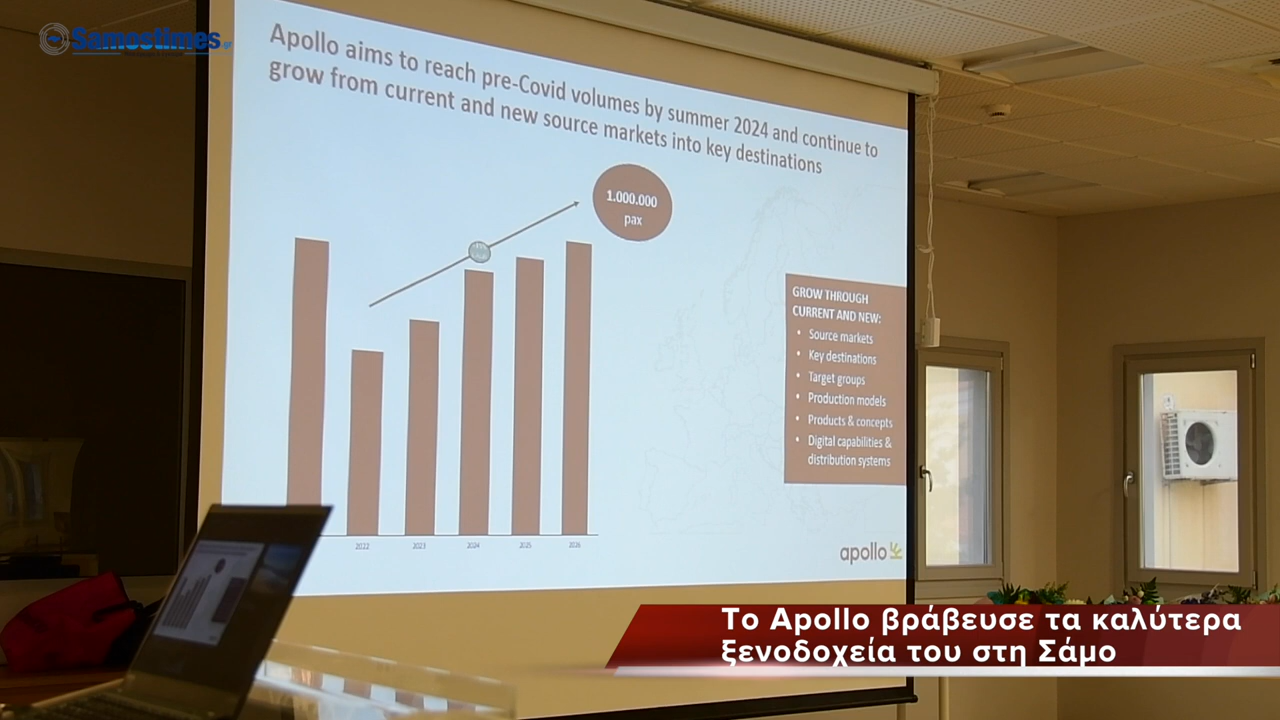 Samostimes.gr
Apollo aims to reach pre-Covid volumes by summer 2024 and continue to
grow from current and new source markets into key destinations
1.000.000
pax
GROW THROUGH
CURRENT AND NEW:
• Source markets
• Key destinations
• Target groups
• Production models
• Products & concepts
• Digital capabilities &
distribution systems
2022 2023 2024 2025 2026
apollo
Το Apollo βράβευσε τα καλύτερα
ξενοδοχεία του στη Σάμο